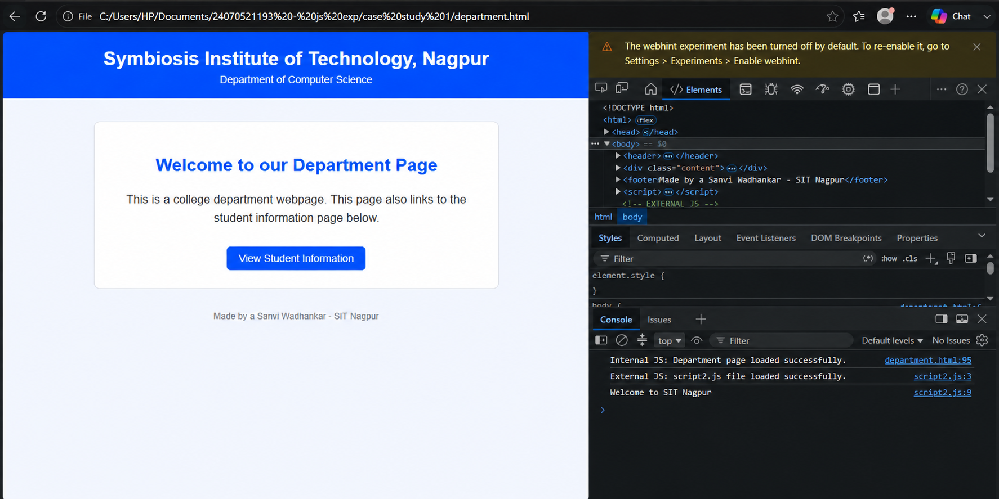 File C:/Users/HP/Documents/24070521193%20-%20js%20exp/case%20study%201/department.html
Chat
Symbiosis Institute of Technology, Nagpur
Department of Computer Science
Welcome to our Department Page
This is a college department webpage. This page also links to the
student information page below.
View Student Information
Made by a Sanvi Wadhankar - SIT Nagpur
The webhint experiment has been turned off by default. To re-enable it, go to
Settings > Experiments > Enable webhint.
</> Elements
<!DOCTYPE html>
<html> flex
<head> </head>
••• <body> == $0
<header> ••• </header>
<div class="content"> ••• </div>
<footer Made by a Sanvi Wadhankar - SIT Nagpur</footer>
<script> ••• </script>
<!-- EXTERNAL JS -->
html body
Styles Computed Layout Event Listeners DOM Breakpoints Properties
Filter :how .cls
element.style {
}
body {
Console Issues
top Filter Default levels No Issues
Internal JS: Department page loaded successfully. department.html:95
External JS: script2.js file loaded successfully. script2.js:3
Welcome to SIT Nagpur script2.js:9
>